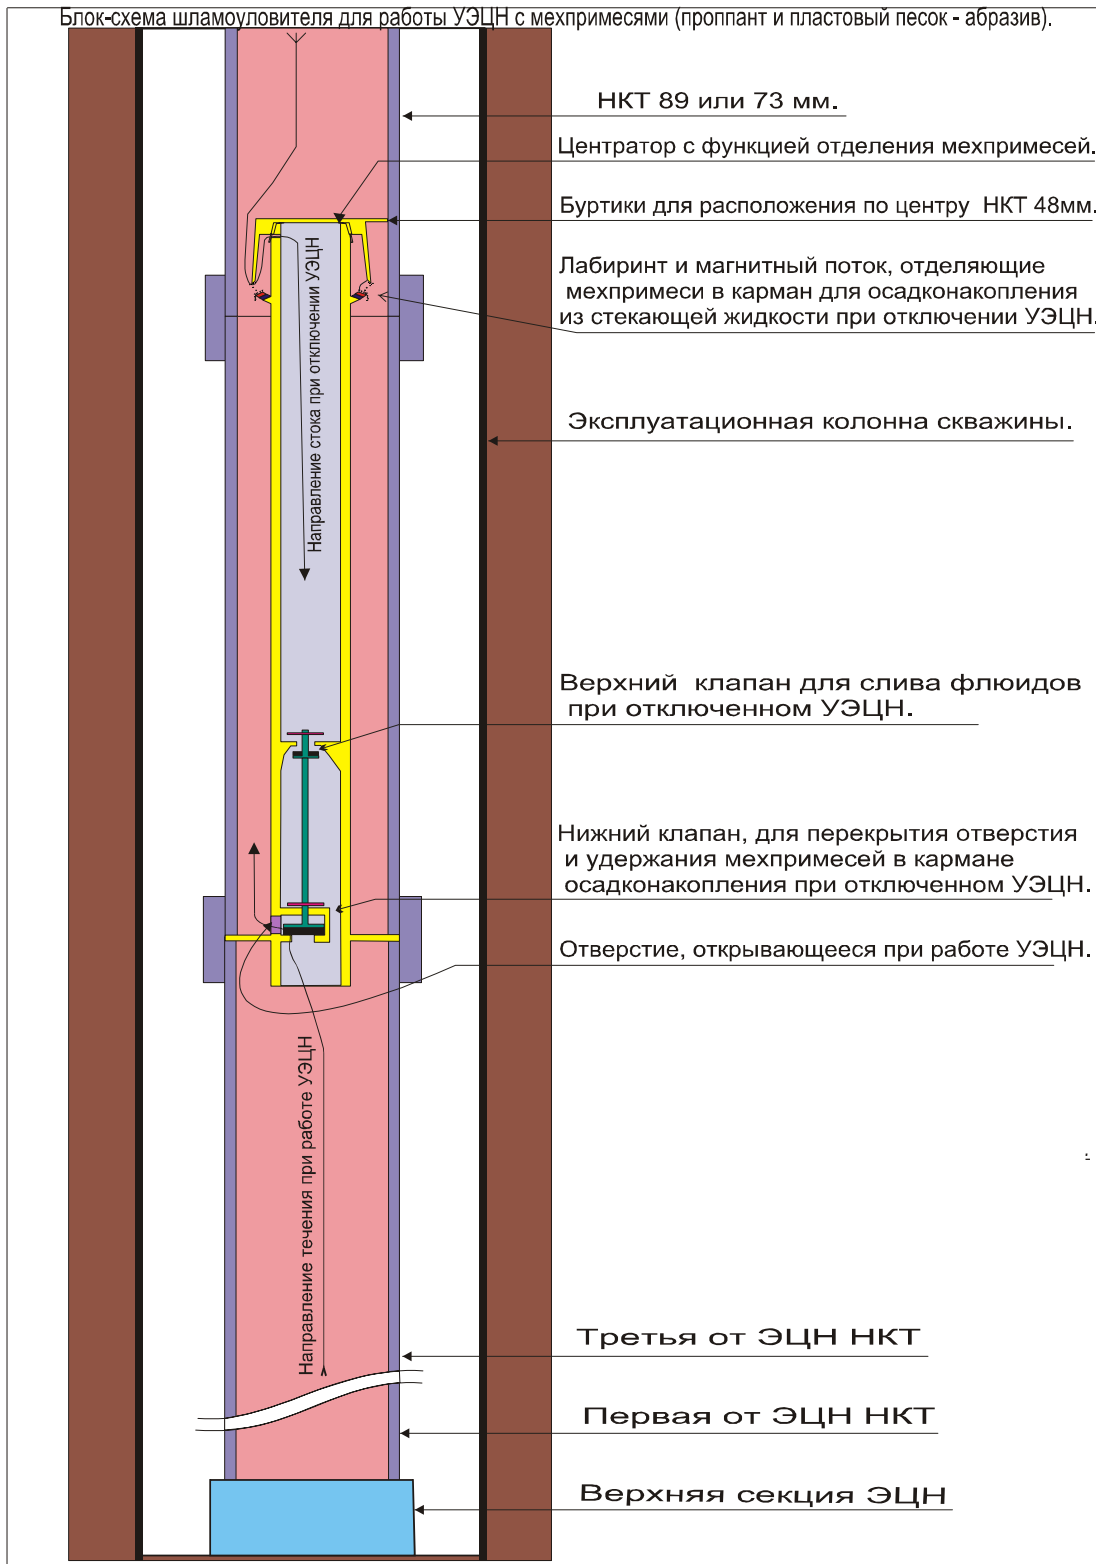 Блок-схема шламоуловителя для работы УЭЦН с мехпримесями (проппант и пластовый песок - абразив).
НКТ 89 или 73 мм.
Центратор с функцией отделения мехпримесей.
Буртики для расположения по центру НКТ 48мм.
Лабиринт и магнитный поток, отделяющие
мехпримеси в карман для осадконакопления
из стекающей жидкости при отключении УЭЦН.
Направление стока при отключении УЭЦН
Эксплуатационная колонна скважины.
Верхний клапан для слива флюидов
при отключенном УЭЦН.
Нижний клапан, для перекрытия отверстия
и удержания мехпримесей в кармане
осадконакопления при отключенном УЭЦН.
Отверстие, открывающееся при работе УЭЦН.
Направление течения при работе УЭЦН
Третья от ЭЦН НКТ
Первая от ЭЦН НКТ
Верхняя секция ЭЦН